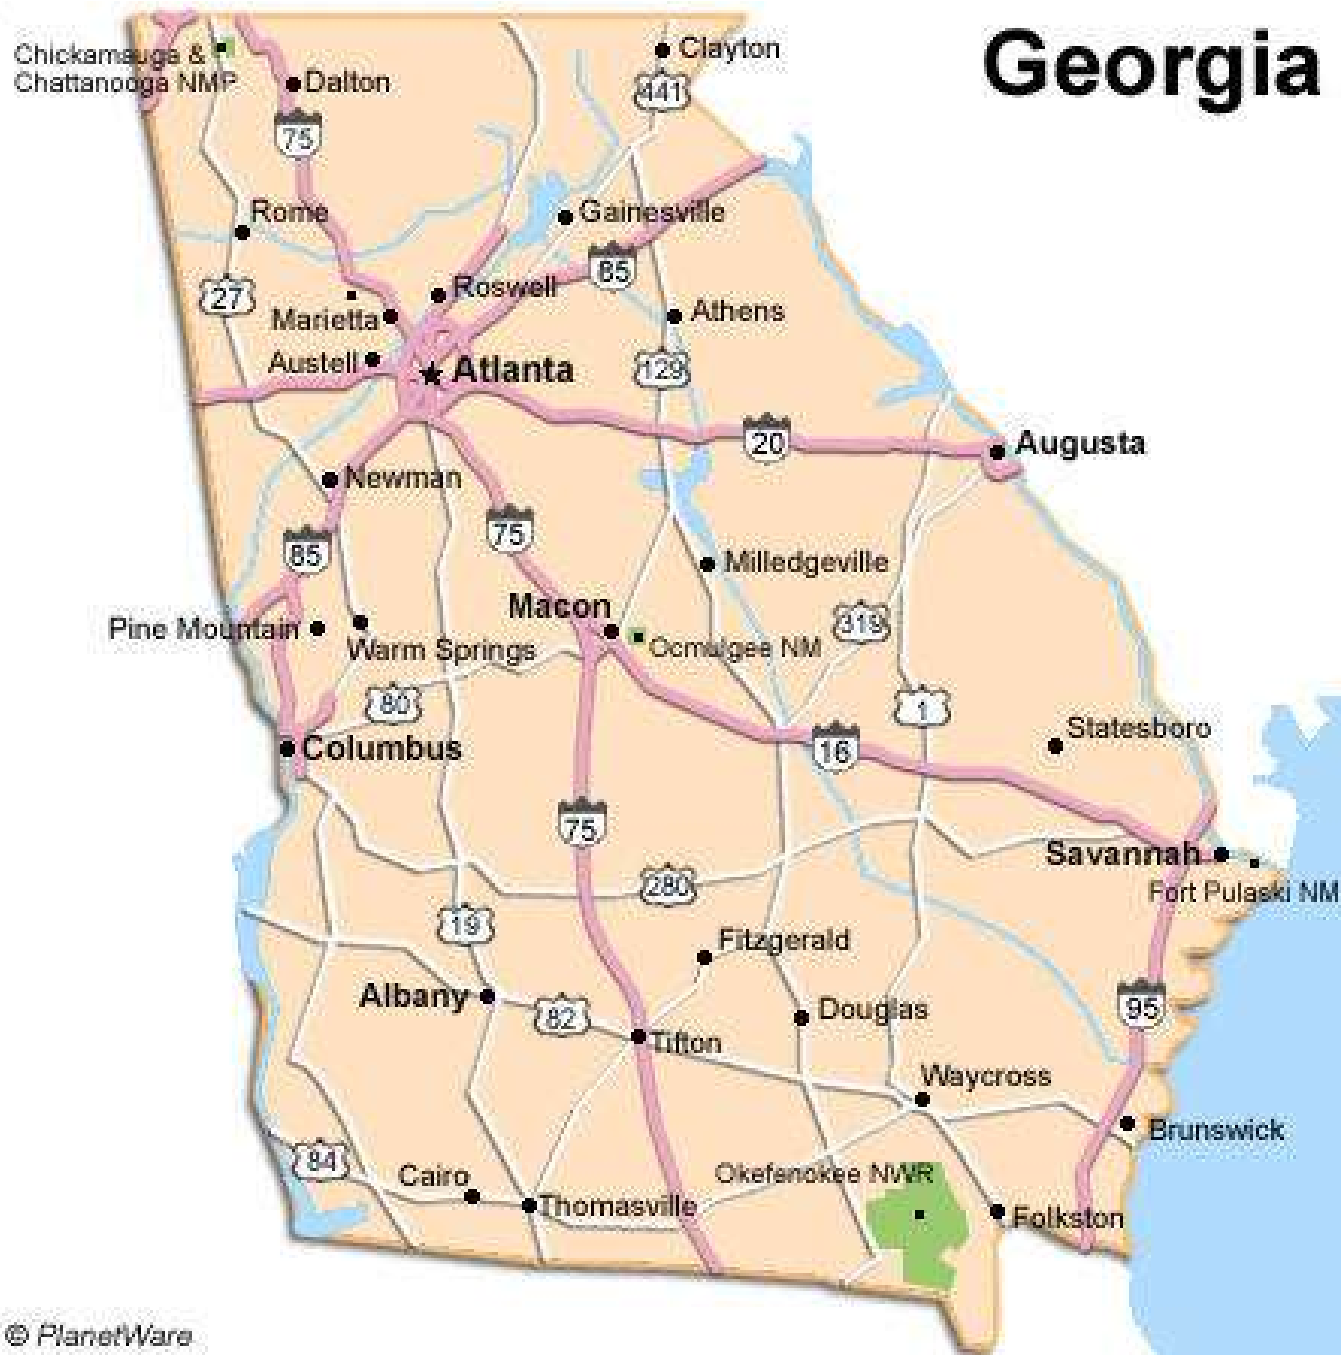 Georgia
Chickamauga &
Chattanooga NMP
Dalton
Clayton
441
75
Rome
Gainesville
85
27
Roswell
Marietta
Athens
Austell
Atlanta
129
20
Augusta
Newman
75
85
Milledgeville
Macon
319
Pine Mountain
Warm Springs
Ocmulgee NM
80
1
Statesboro
Columbus
16
75
Savannah
280
Fort Pulaski NM
19
Fitzgerald
Albany
82
Douglas
95
Tifton
Waycross
Brunswick
84
Cairo
Okefenokee NWR
Thomasville
Folkston
© PlanetWare